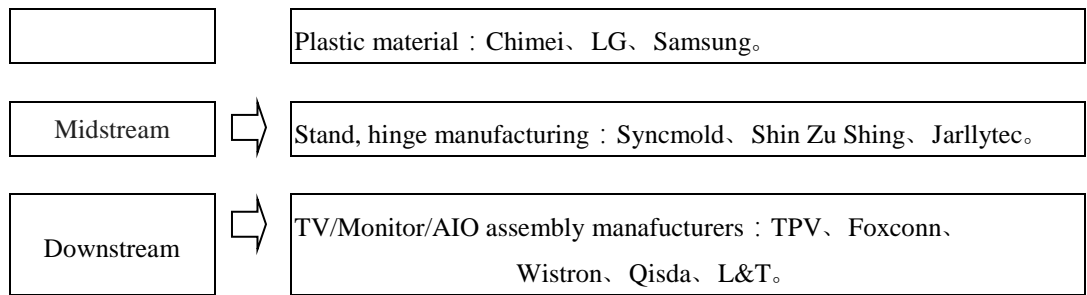 Plastic material：Chimei、LG、Samsung。
Midstream
Stand, hinge manufacturing：Syncmold、Shin Zu Shing、Jarllytec。
Downstream
TV/Monitor/AIO assembly manafucturers：TPV、Foxconn、
Wistron、Qisda、L&T。